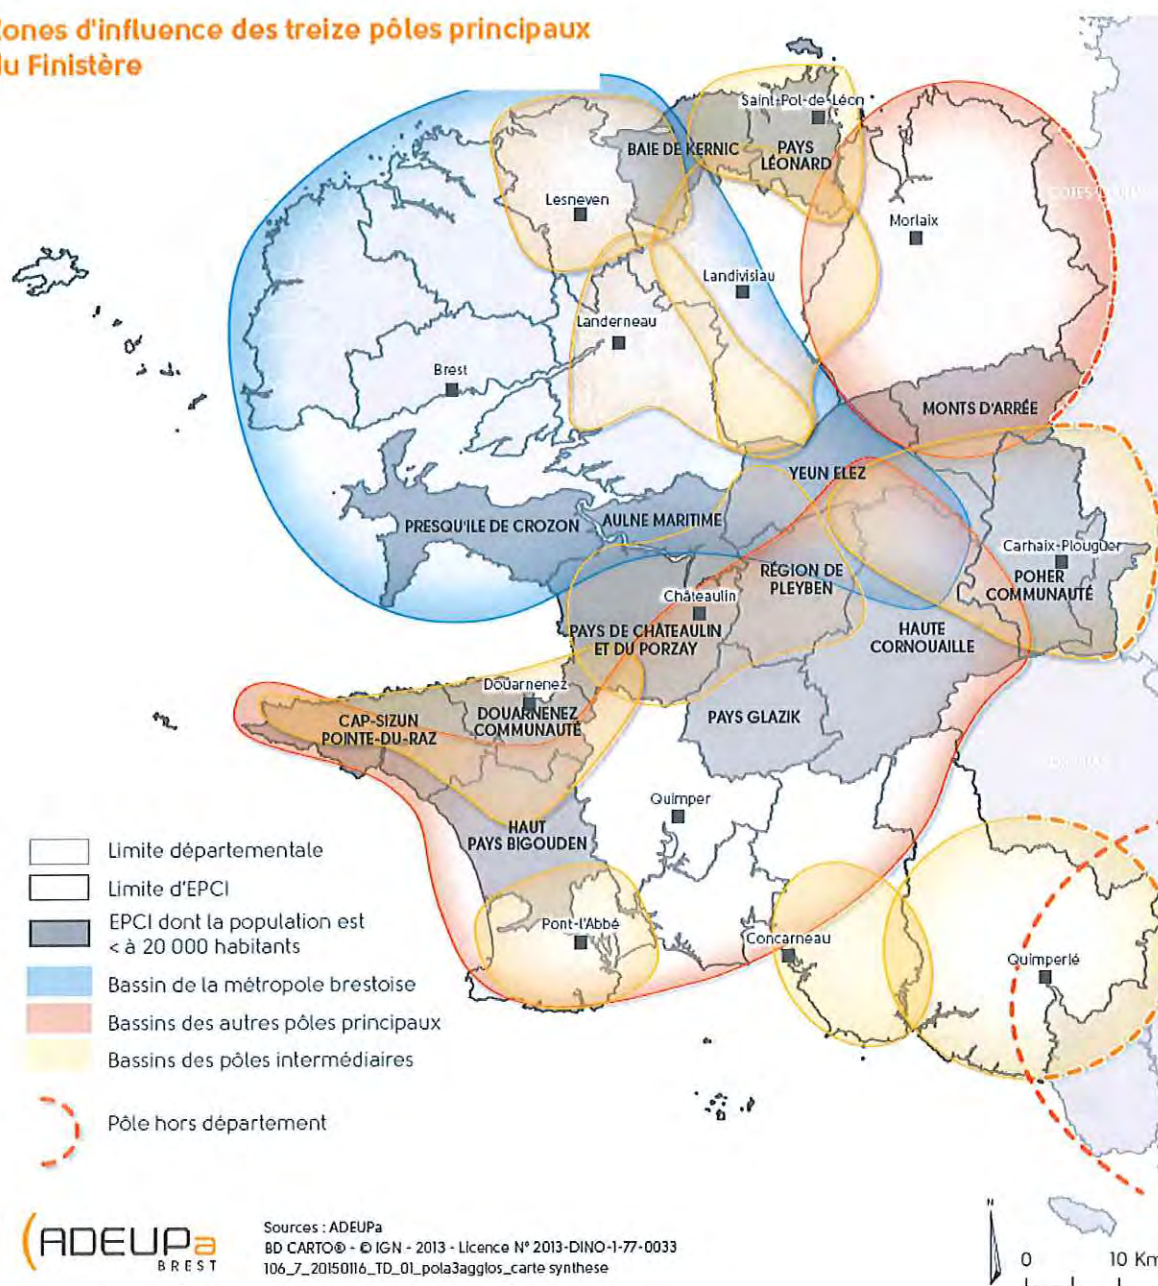 ones d'influence des treize pôles principaux
du Finistère
Saint-Pol-de-Léon
BAIE DE KERNIC
PAYS
LÉONARD
Lesneven
Morlaix
Landivisiau
Landerneau
Brest
MONTS D'ARRÉE
YEUN ELEZ
PRESQU'ILE DE CROZON
AULNE MARITIME
Carhaix-Plouguer
RÉGION DE
PLEYBEN
POHER
COMMUNAUTÉ
Châteaulin
PAYS DE CHÂTEAULIN
ET DU PORZAY
HAUTE
CORNOUAILLE
Douarnenez
DOUARNENEZ
COMMUNAUTÉ
CAP-SIZUN
POINTE-DU-RAZ
PAYS GLAZIK
Quimper
HAUT
PAYS BIGOUDEN
Pont-l'Abbé
Concarneau
Quimperlé
Limite départementale
Limite d'EPCI
EPCI dont la population est
< à 20 000 habitants
Bassin de la métropole brestoise
Bassins des autres pôles principaux
Bassins des pôles intermédiaires
Pôle hors département
ADEUPa
BREST
Sources : ADEUPa
BD CARTO® - © IGN - 2013 - Licence N° 2013-DINO-1-77-0033
106_7_20150116_TD_01_pola3agglos_carte synthese
N
0 10 Km